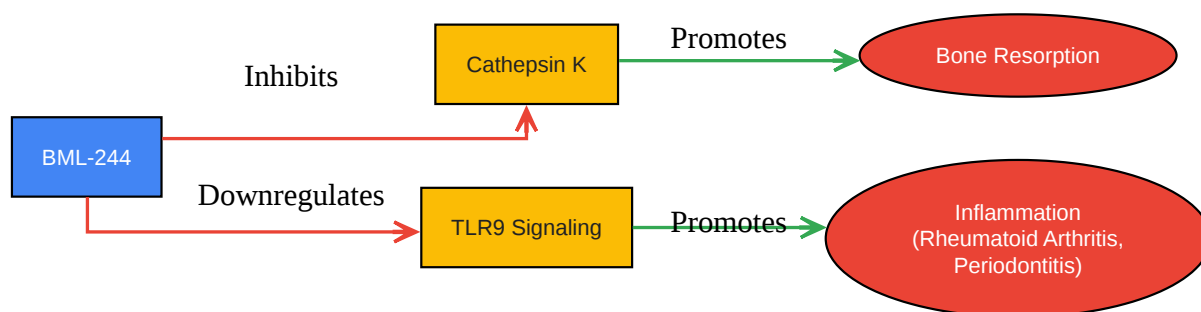 Promotes
Cathepsin K
Bone Resorption
Inhibits
BML-244
Downregulates
TLR9 Signaling
Promotes
Inflammation
(Rheumatoid Arthritis,
Periodontitis)